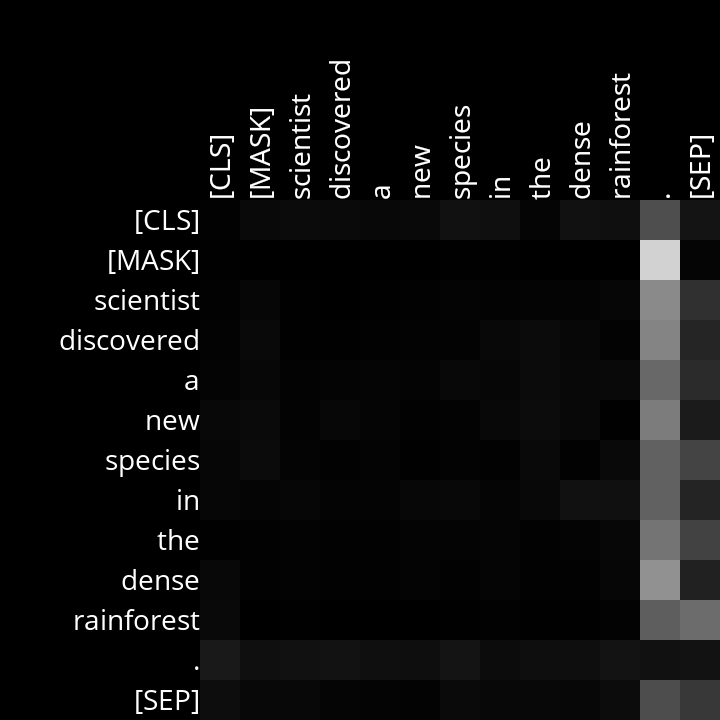 [CLS] [MASK] scientist discovered a new species in the dense rainforest . [SEP]
[CLS]
[MASK]
scientist
discovered
a
new
species
in
the
dense
rainforest
.
[SEP]